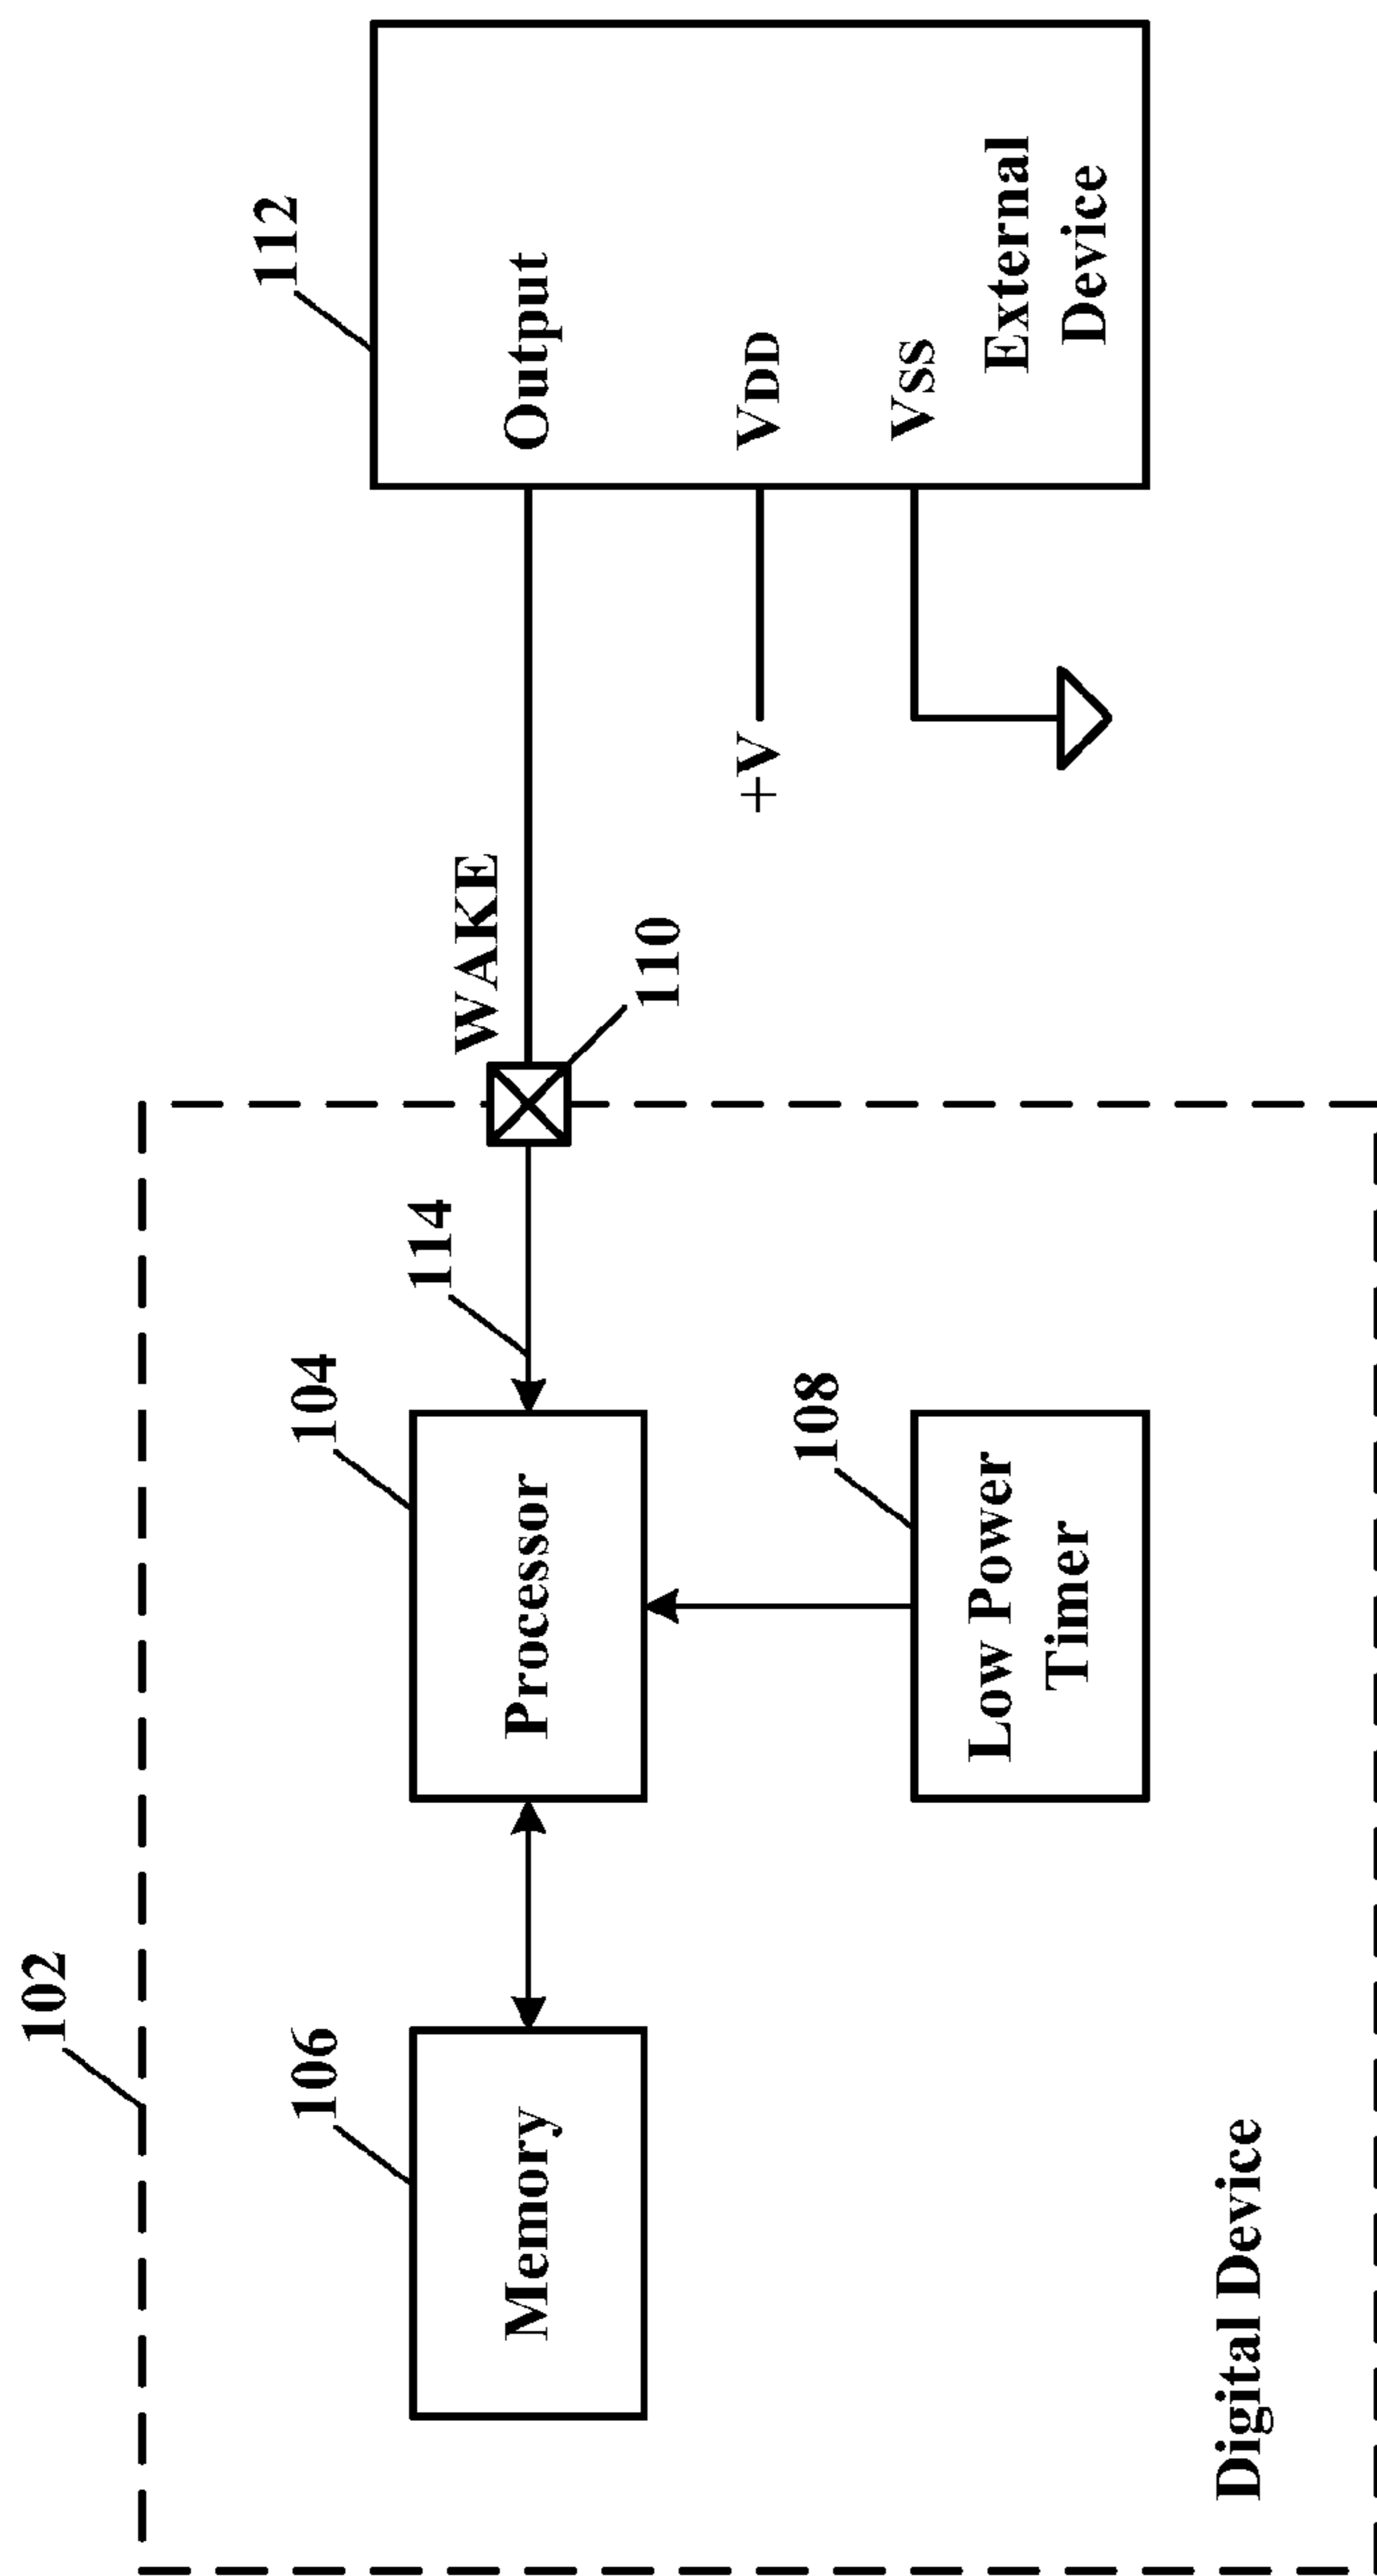 102
106
Memory
104
Processor
114
108
Low Power
Timer
Digital Device
WAKE
110
+V
112
Output
VDD
VSS
External
Device